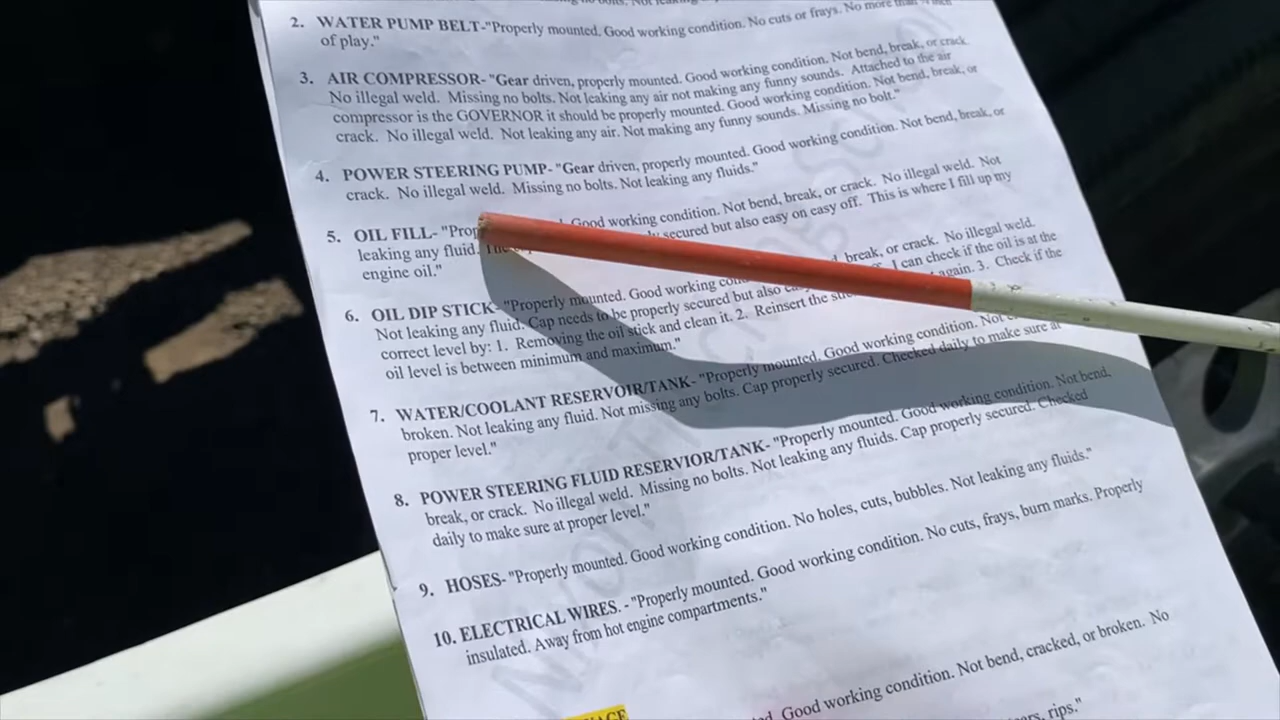 2. WATER PUMP BELT-"Properly mounted. Good working condition. No cuts or frays. No more than
of play."
3. AIR COMPRESSOR- "Gear driven, properly mounted. Good working condition. Not bend, break, or crack.
No illegal weld. Missing no bolts. Not leaking any air not making any funny sounds. Attached to the air
compressor is the GOVERNOR it should be properly mounted. Good working condition. Not bend, break, or
crack. No illegal weld. Not leaking any air. Not making any funny sounds. Missing no bolt."
4. POWER STEERING PUMP- "Gear driven, properly mounted. Good working condition. Not bend, break, or
crack. No illegal weld. Missing no bolts. Not leaking any fluids."
5. OIL FILL- "Prop Good working condition. Not bend, break, or crack. No illegal weld. Not
leaking any fluid. secured but also easy on easy off. This is where I fill up my
engine oil."
6. OIL DIP STICK- "Properly mounted. Good working break, or crack. No illegal weld.
Not leaking any fluid. Cap needs to be properly secured but also I can check if the oil is at the
correct level by: 1. Removing the oil stick and clean it. 2. Reinsert the again. 3. Check if the
oil level is between minimum and maximum."
7. WATER/COOLANT RESERVOIR/TANK- "Properly mounted. Good working condition. Not
broken. Not leaking any fluid. Not missing any bolts. Cap properly secured. Checked daily to make sure at
proper level."
8. POWER STEERING FLUID RESERVIOR/TANK- "Properly mounted. Good working condition. Not bend,
break, or crack. No illegal weld. Missing no bolts. Not leaking any fluids. Cap properly secured. Checked
daily to make sure at proper level."
9. HOSES- "Properly mounted. Good working condition. No holes, cuts, bubbles. Not leaking any fluids."
10. ELECTRICAL WIRES. - "Properly mounted. Good working condition. No cuts, frays, burn marks. Properly
insulated. Away from hot engine compartments."
Good working condition. Not bend, cracked, or broken. No
rips."